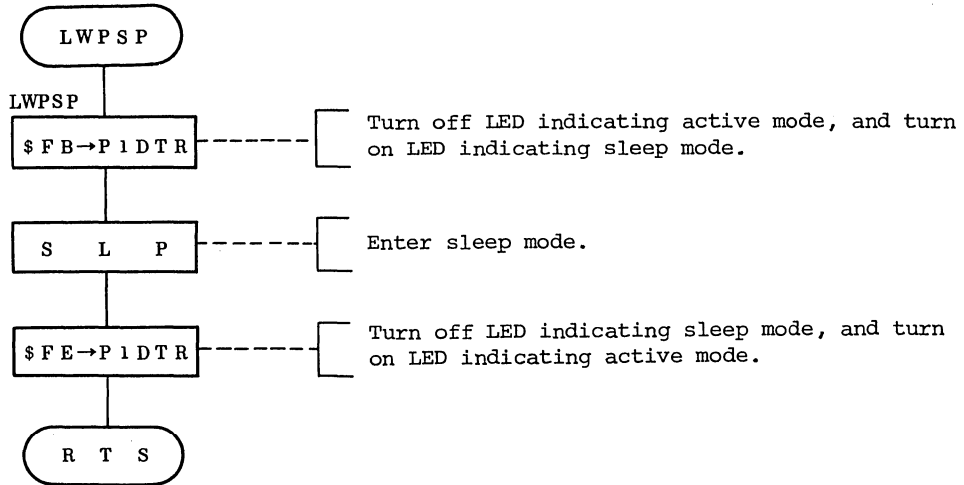 LWPSP
LWPSP
$FB→P1DTR
Turn off LED indicating active mode, and turn
on LED indicating sleep mode.
S L P
Enter sleep mode.
$FE→P1DTR
Turn off LED indicating sleep mode, and turn
on LED indicating active mode.
R T S